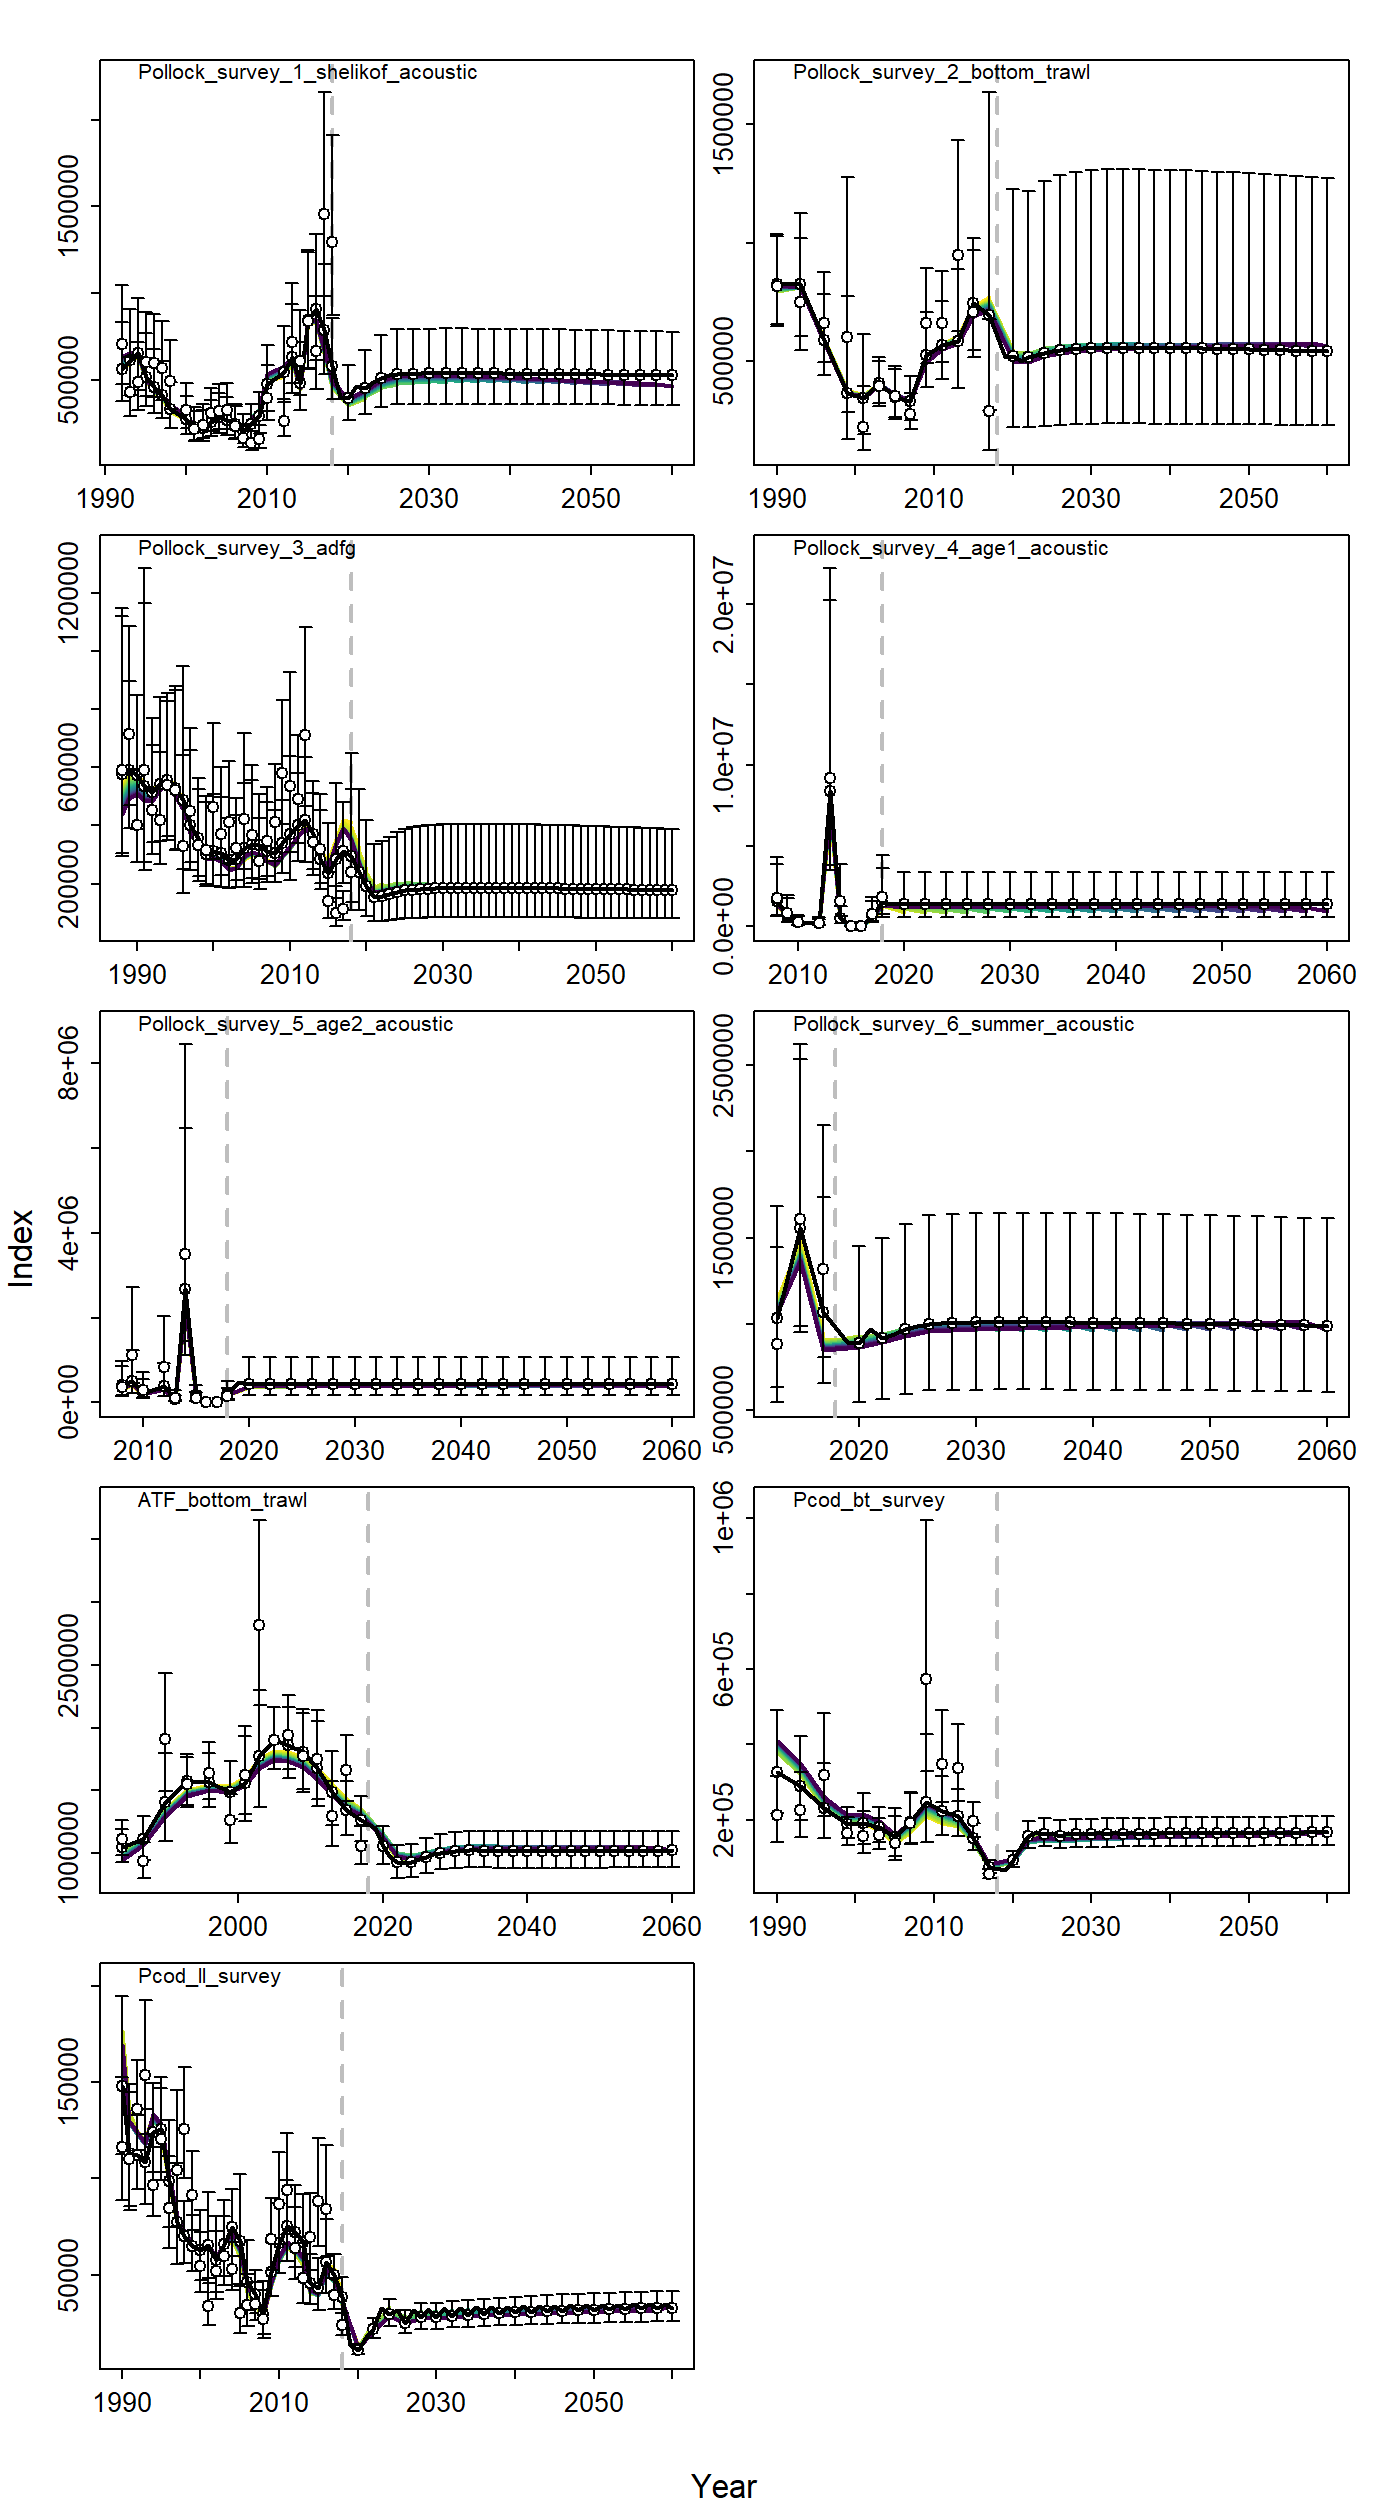 Pollock_survey_1_shelikof_acoustic
500000 1500000
1990 2010 2030 2050
Pollock_survey_2_bottom_trawl
500000 1500000
1990 2010 2030 2050
Pollock_survey_3_adfg
200000 600000 1200000
1990 2010 2030 2050
Pollock_survey_4_age1_acoustic
0.0e+00 1.0e+07 2.0e+07
2010 2020 2030 2040 2050 2060
Pollock_survey_5_age2_acoustic
0e+00 4e+06 8e+06
2010 2020 2030 2040 2050 2060
Pollock_survey_6_summer_acoustic
500000 1500000 2500000
2020 2030 2040 2050 2060
ATF_bottom_trawl
1000000 2500000
2000 2020 2040 2060
Pcod_bt_survey
2e+05 6e+05 1e+06
1990 2010 2030 2050
Pcod_ll_survey
50000 150000
1990 2010 2030 2050
Index
Year